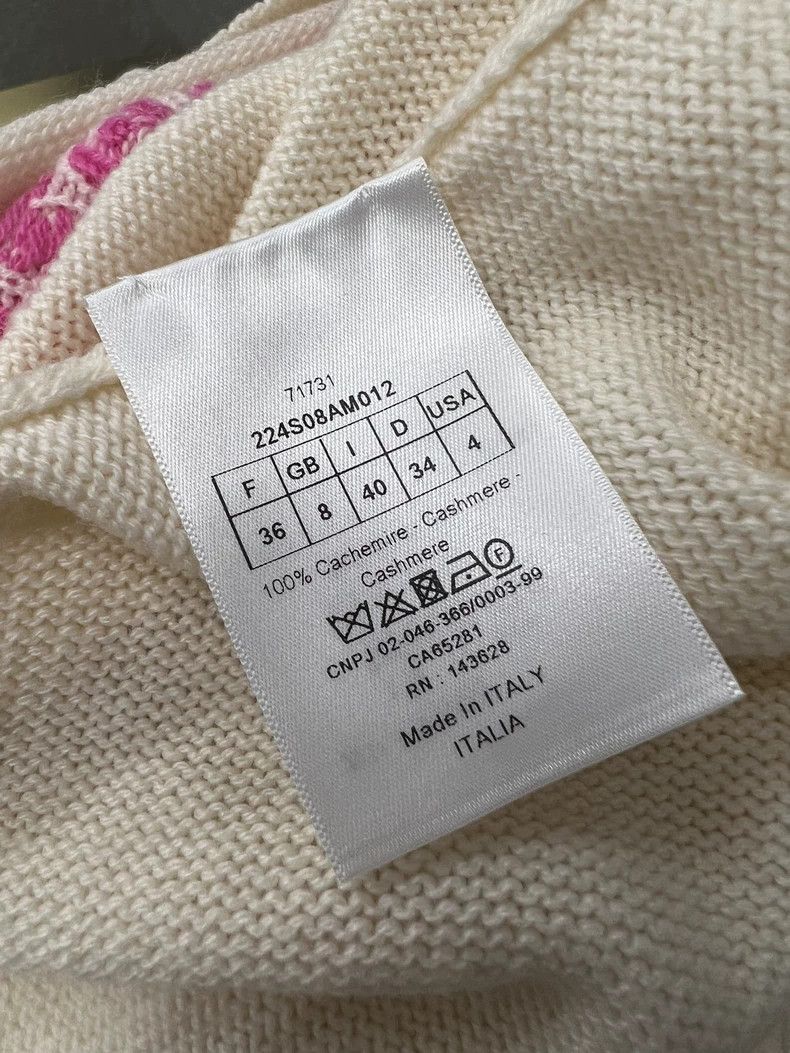 71731
224S08AM012
F GB I D USA
36 8 40 34 4
100% Cachemire - Cashmere -
Cashmere
F
CNPJ 02-046-366/0003-99
CA65281
RN : 143628
Made In ITALY
ITALIA